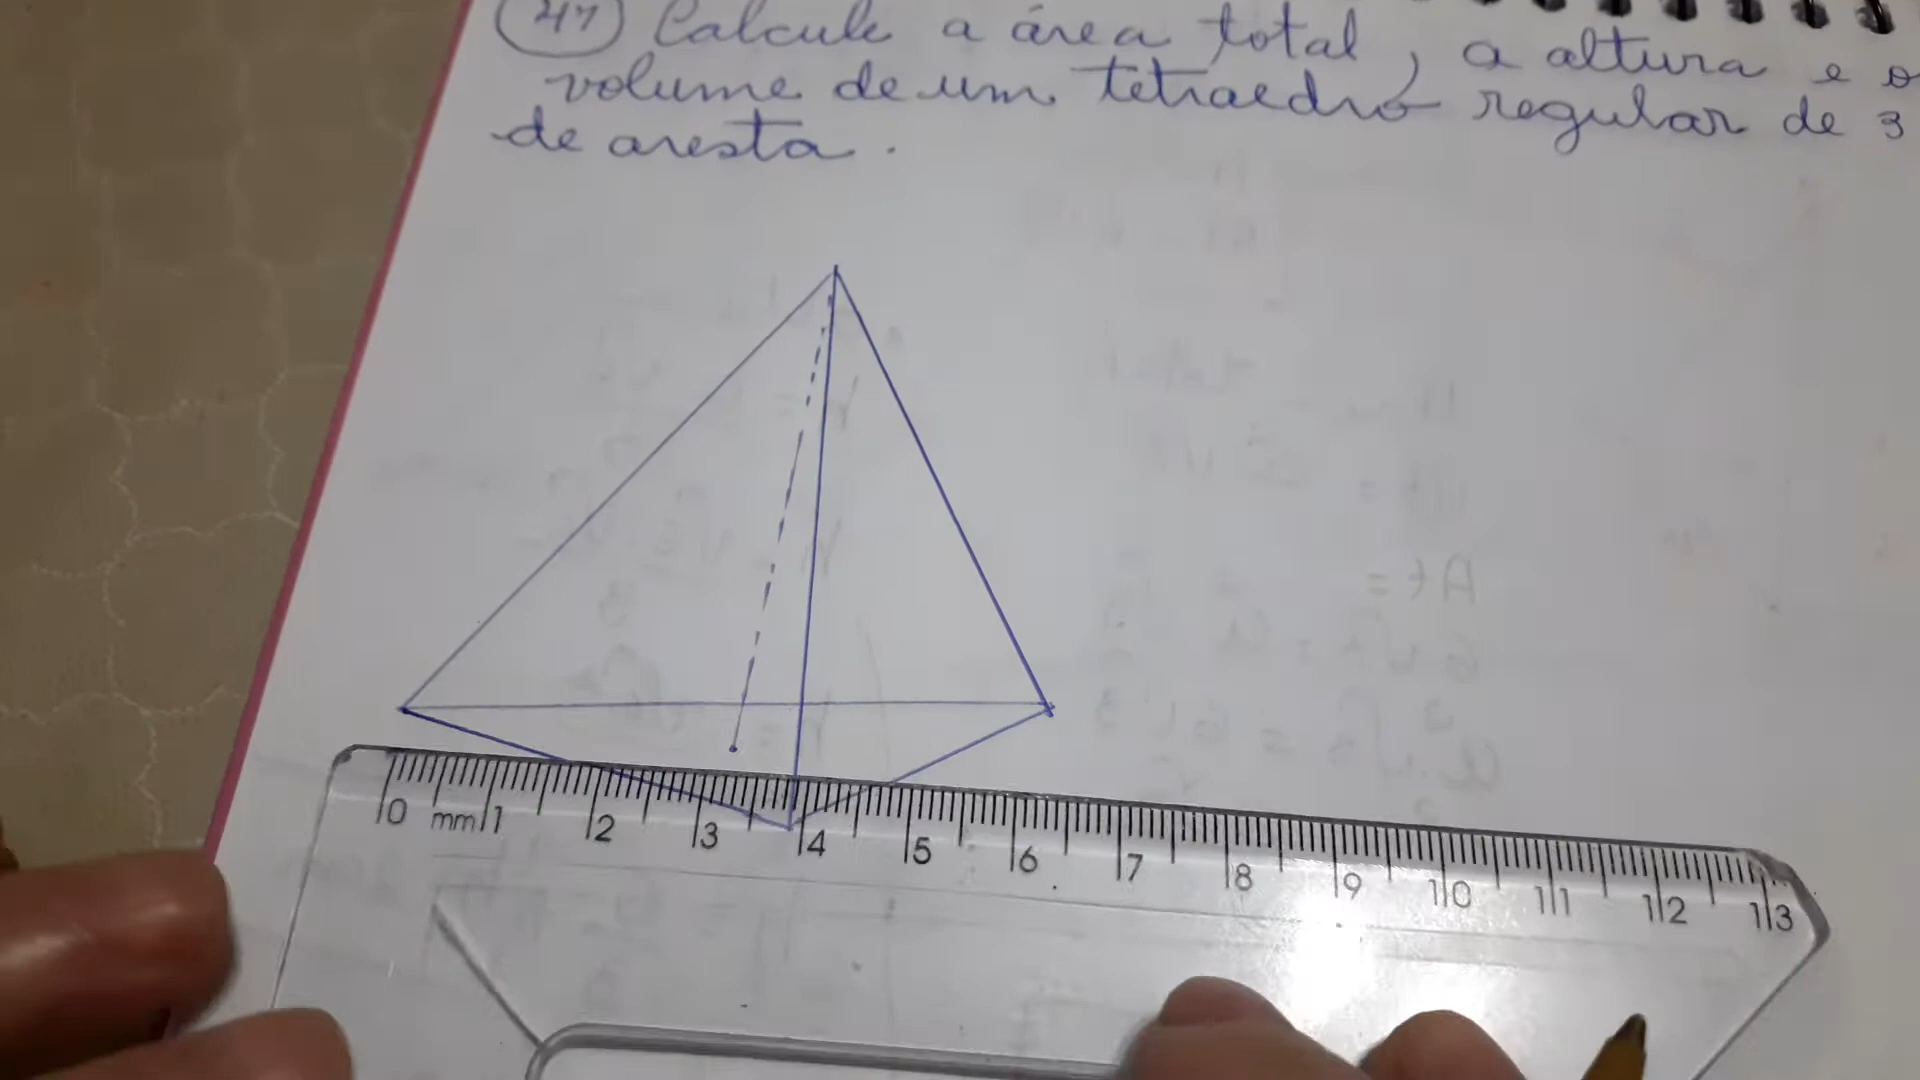 47 Calcule a área total, a altura e o
volume de um tetraedro regular de 3
de aresta.
0 mm 1 2 3 4 5 6 7 8 9 10 11 12 13